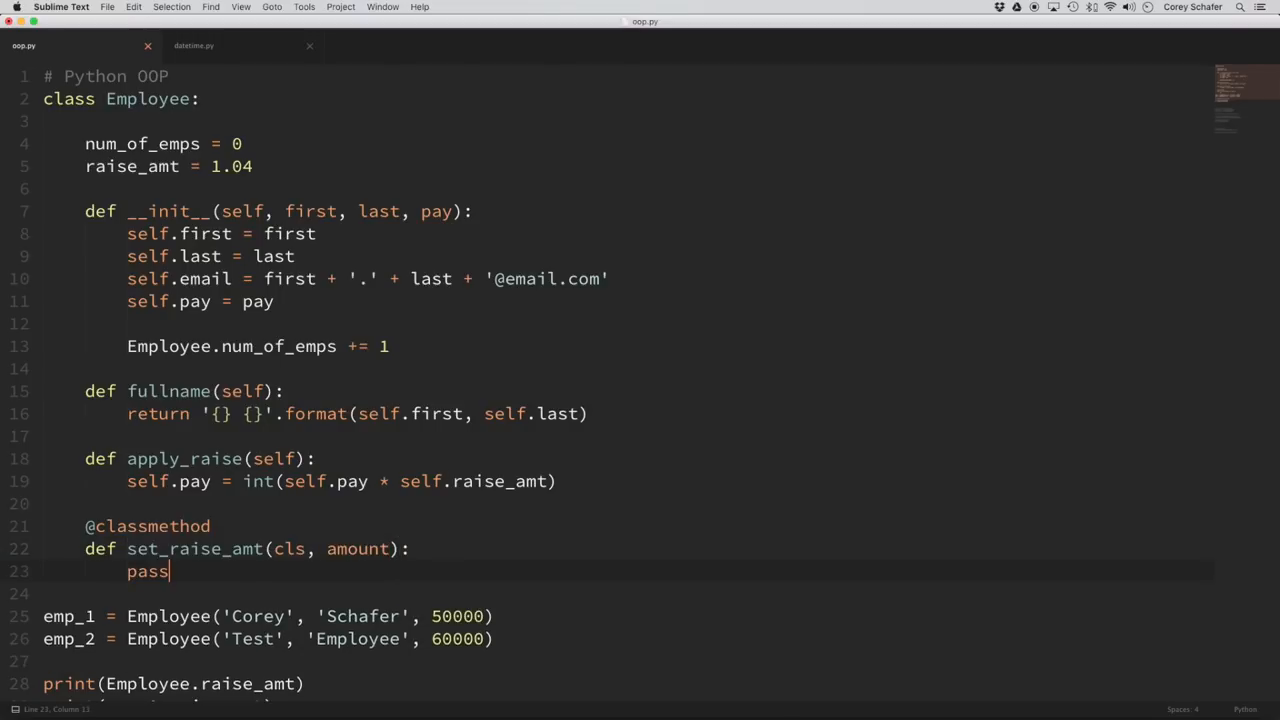 Sublime Text File Edit Selection Find View Goto Tools Project Window Help Corey Schafer
oop.py
oop.py datetime.py
1 # Python OOP
2 class Employee:
3
4 num_of_emps = 0
5 raise_amt = 1.04
6
7 def __init__(self, first, last, pay):
8 self.first = first
9 self.last = last
10 self.email = first + '.' + last + '@email.com'
11 self.pay = pay
12
13 Employee.num_of_emps += 1
14
15 def fullname(self):
16 return '{} {}'.format(self.first, self.last)
17
18 def apply_raise(self):
19 self.pay = int(self.pay * self.raise_amt)
20
21 @classmethod
22 def set_raise_amt(cls, amount):
23 pass
24
25 emp_1 = Employee('Corey', 'Schafer', 50000)
26 emp_2 = Employee('Test', 'Employee', 60000)
27
28 print(Employee.raise_amt)
Line 23, Column 13 Spaces: 4 Python